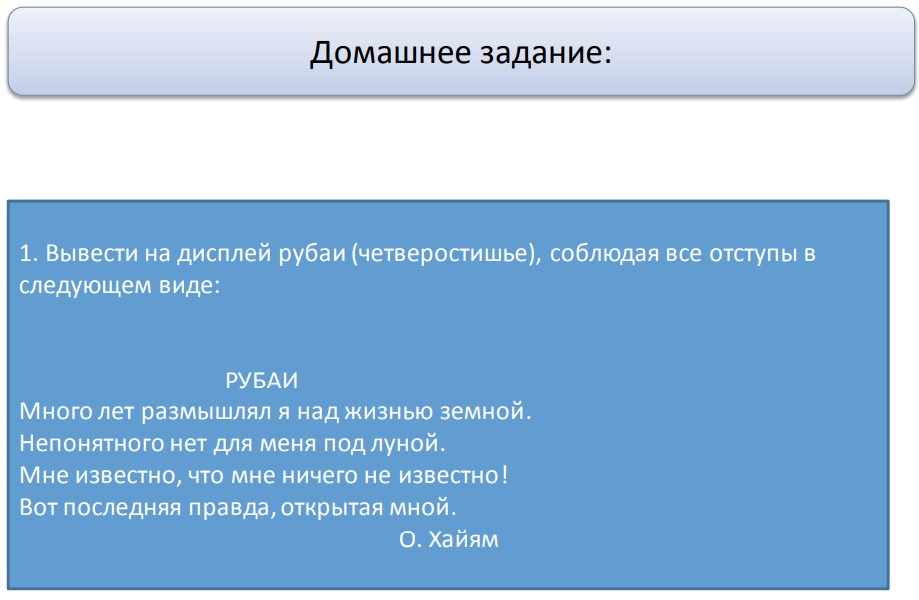 Домашнее задание:
1. Вывести на дисплей рубаи (четверостишье), соблюдая все отступы в
следующем виде:
РУБАИ
Много лет размышлял я над жизнью земной.
Непонятного нет для меня под луной.
Мне известно, что мне ничего не известно!
Вот последняя правда, открытая мной.
О. Хайям